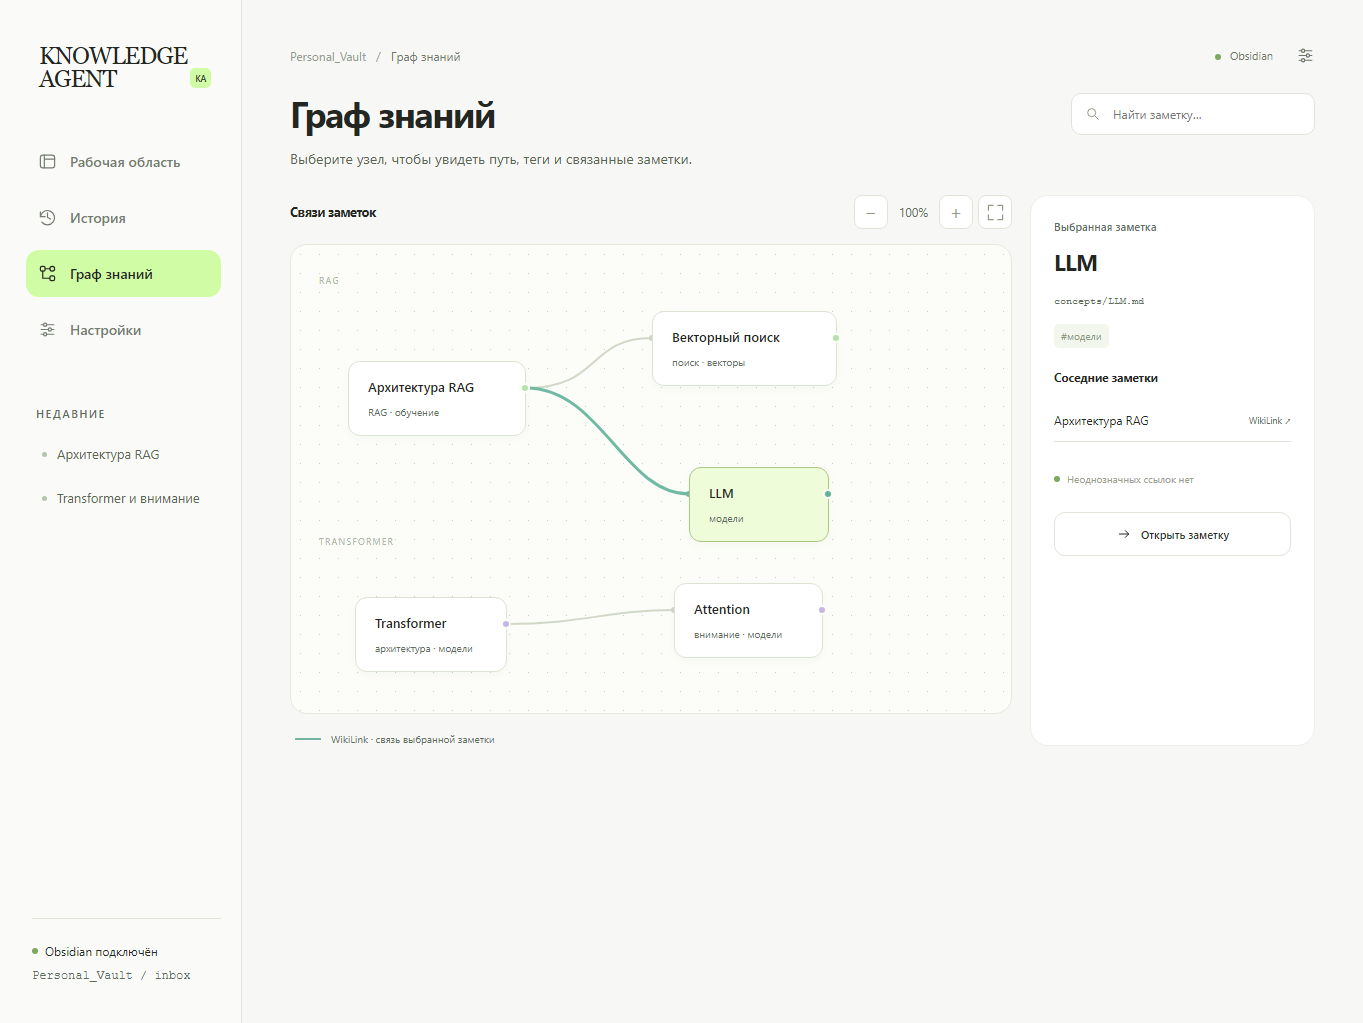 KNOWLEDGE
AGENT
KA
Рабочая область
История
Граф знаний
Настройки
НЕДАВНИЕ
Архитектура RAG
Transformer и внимание
Obsidian подключён
Personal_Vault / inbox
Personal_Vault / Граф знаний
Obsidian
Граф знаний
Найти заметку...
Выберите узел, чтобы увидеть путь, теги и связанные заметки.
Связи заметок
− 100% +
RAG
Векторный поиск
поиск · векторы
Архитектура RAG
RAG · обучение
LLM
модели
TRANSFORMER
Attention
внимание · модели
Transformer
архитектура · модели
WikiLink · связь выбранной заметки
Выбранная заметка
LLM
concepts/LLM.md
#модели
Соседние заметки
Архитектура RAG WikiLink ↗
Неоднозначных ссылок нет
→ Открыть заметку